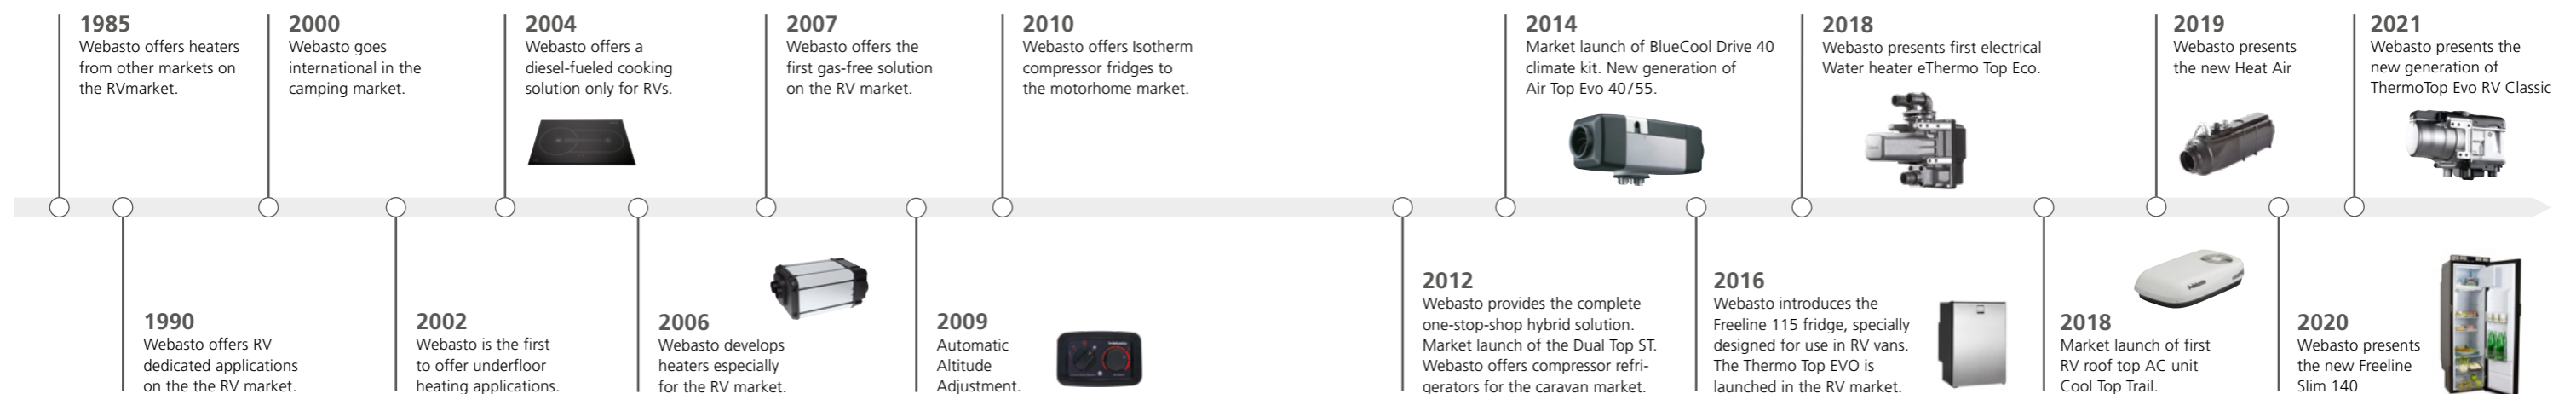 1985
Webasto offers heaters
from other markets on
the RVmarket.
1990
Webasto offers RV
dedicated applications
on the the RV market.
2000
Webasto goes
international in the
camping market.
2002
Webasto is the first
to offer underfloor
heating applications.
2004
Webasto offers a
diesel-fueled cooking
solution only for RVs.
2006
Webasto develops
heaters especially
for the RV market.
2007
Webasto offers the
first gas-free solution
on the RV market.
2009
Automatic
Altitude
Adjustment.
2010
Webasto offers Isotherm
compressor fridges to
the motorhome market.
2012
Webasto provides the complete
one-stop-shop hybrid solution.
Market launch of the Dual Top ST.
Webasto offers compressor refri-
gerators for the caravan market.
2014
Market launch of BlueCool Drive 40
climate kit. New generation of
Air Top Evo 40/55.
2016
Webasto introduces the
Freeline 115 fridge, specially
designed for use in RV vans.
The Thermo Top EVO is
launched in the RV market.
2018
Webasto presents first electrical
Water heater eThermo Top Eco.
2018
Market launch of first
RV roof top AC unit
Cool Top Trail.
2019
Webasto presents
the new Heat Air
2020
Webasto presents
the new Freeline
Slim 140
2021
Webasto presents the
new generation of
ThermoTop Evo RV Classic